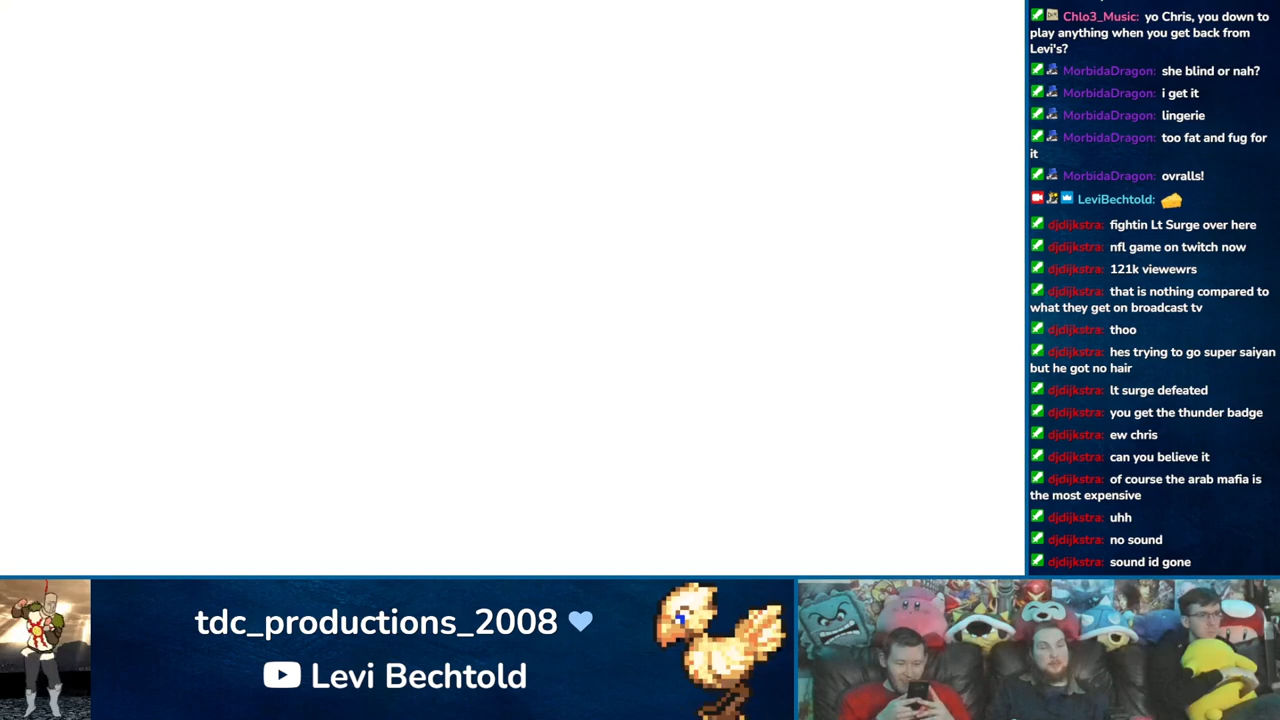 Chlo3_Music: yo Chris, you down to
play anything when you get back from
Levi's?
MorbidaDragon: she blind or nah?
MorbidaDragon: i get it
MorbidaDragon: lingerie
MorbidaDragon: too fat and fug for
it
MorbidaDragon: ovralls!
LeviBechtold:
djdijkstra: fightin Lt Surge over here
djdijkstra: nfl game on twitch now
djdijkstra: 121k viewewrs
djdijkstra: that is nothing compared to
what they get on broadcast tv
djdijkstra: thoo
djdijkstra: hes trying to go super saiyan
but he got no hair
djdijkstra: lt surge defeated
djdijkstra: you get the thunder badge
djdijkstra: ew chris
djdijkstra: can you believe it
djdijkstra: of course the arab mafia is
the most expensive
djdijkstra: uhh
djdijkstra: no sound
djdijkstra: sound id gone
tdc_productions_2008
Levi Bechtold